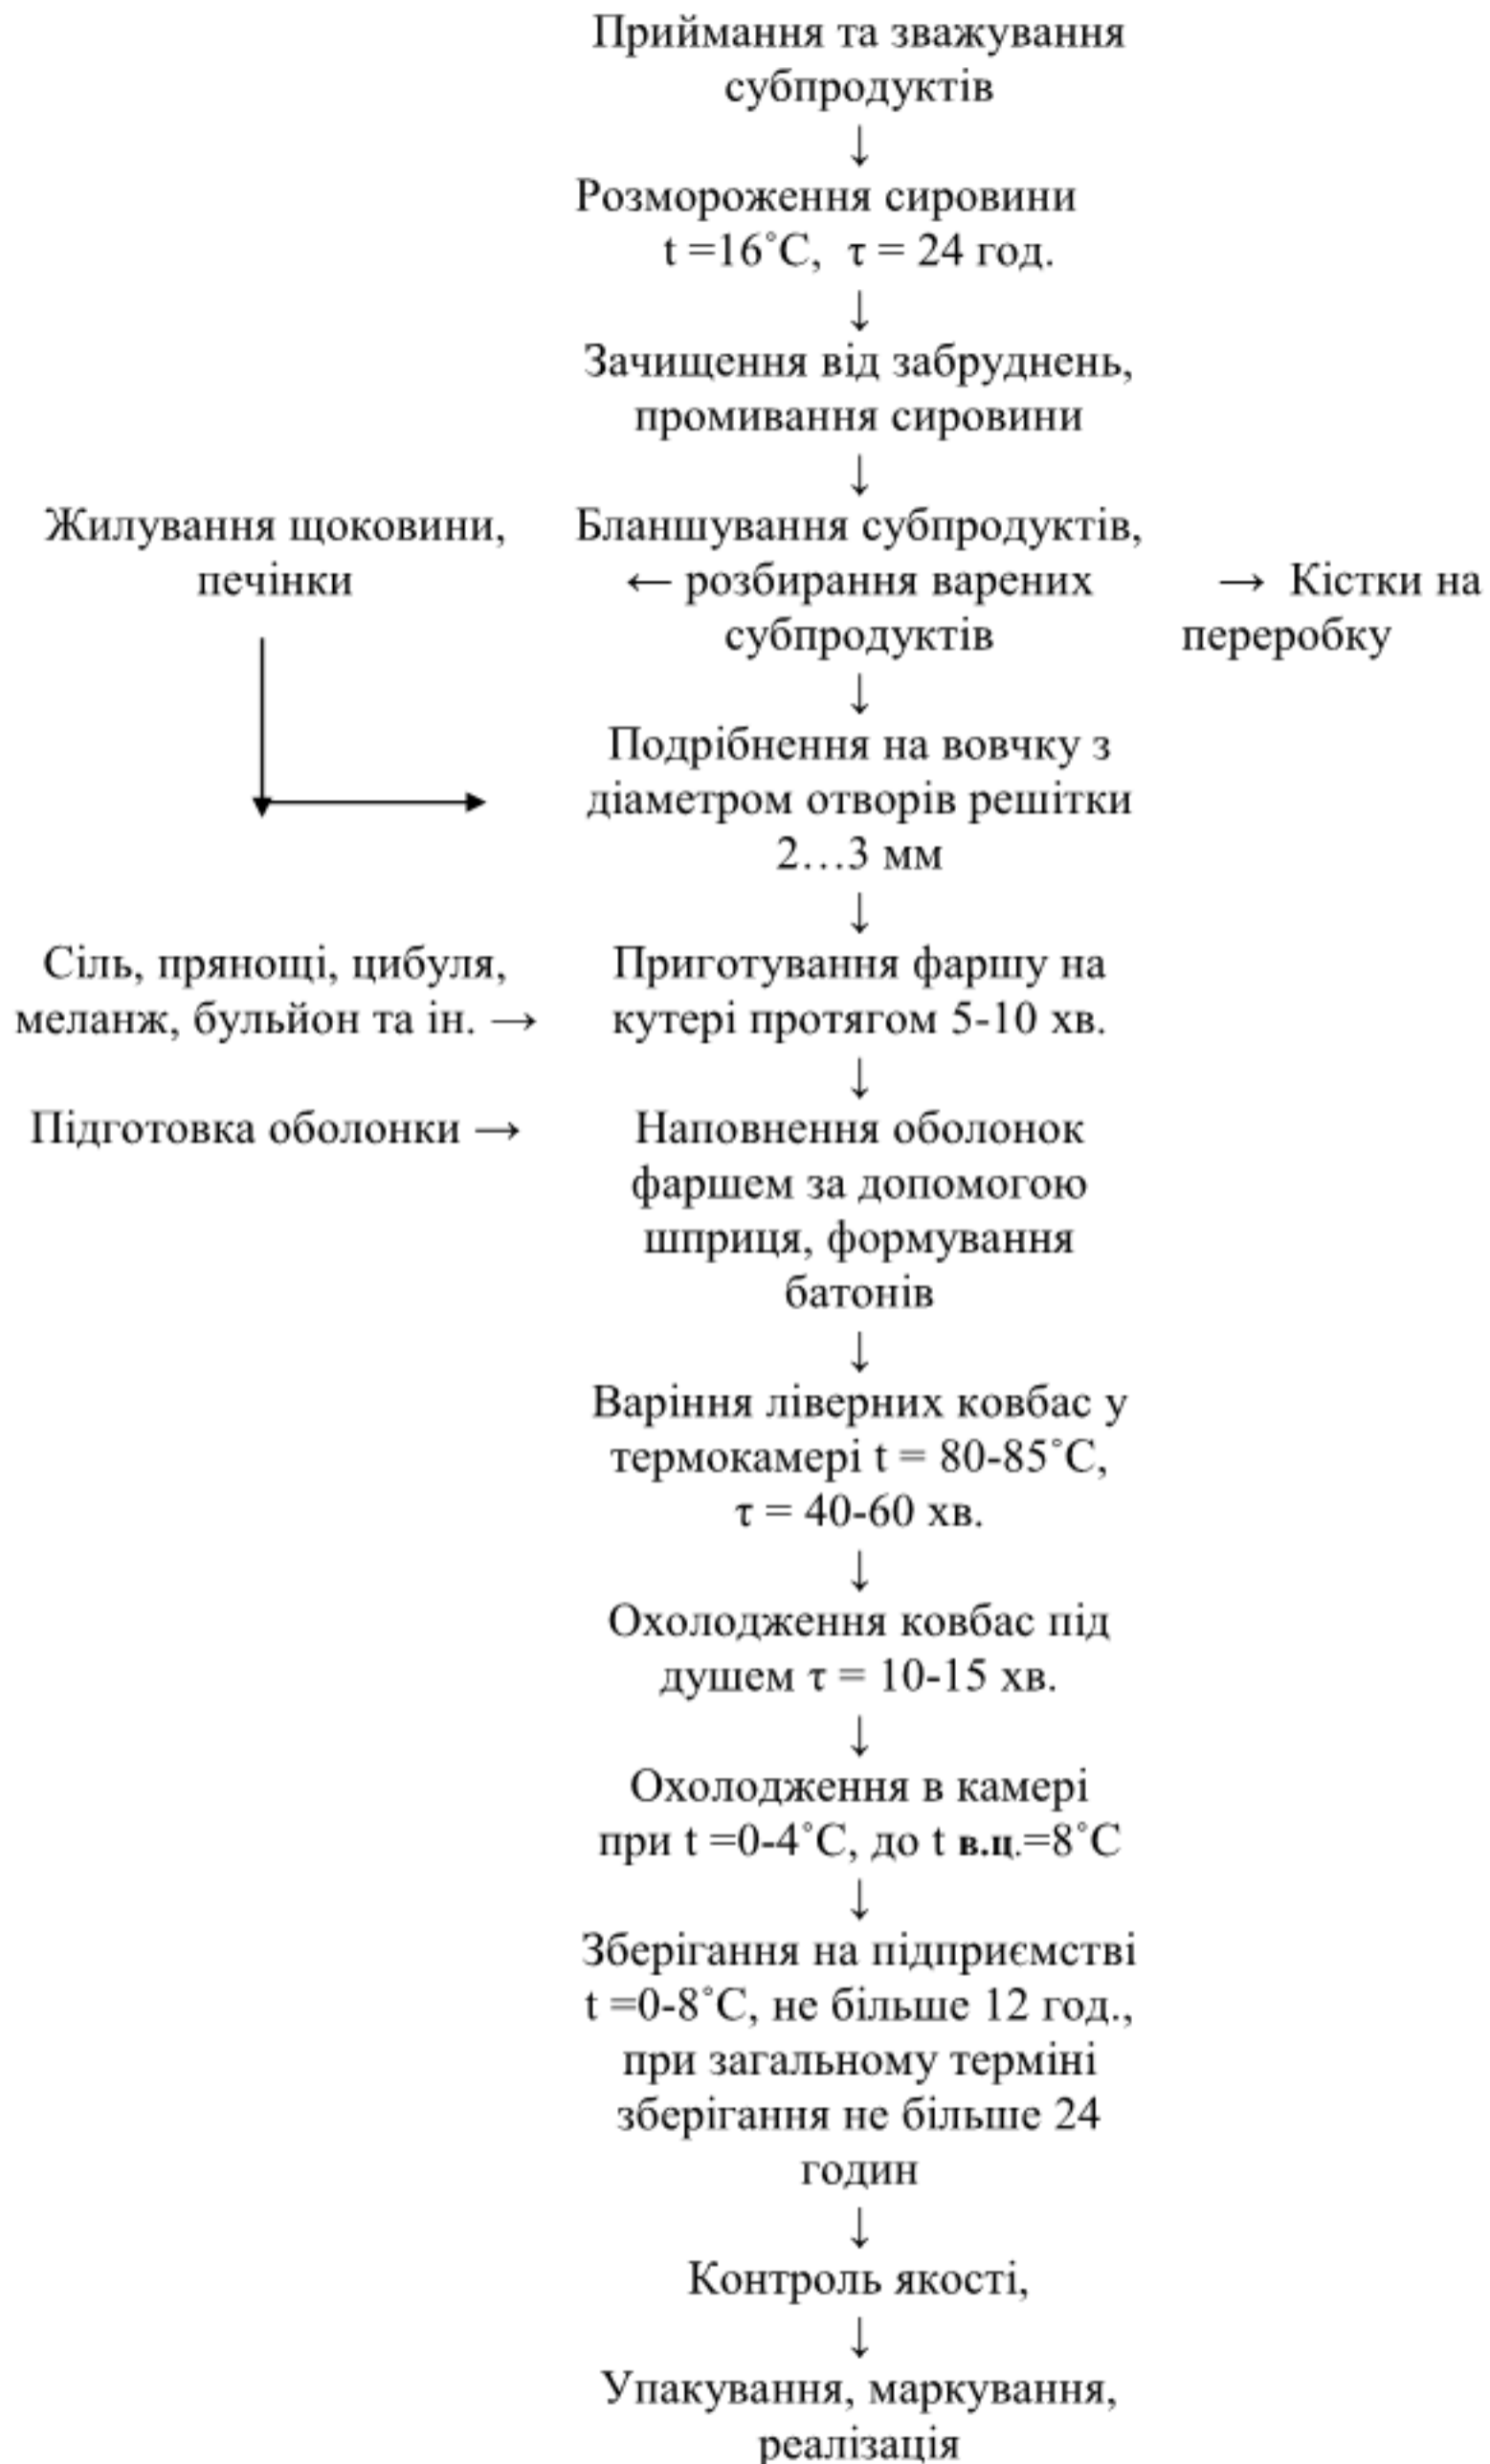 Приймання та зважування
субпродуктів
↓
Розмороження сировини
t =16˚C, τ = 24 год.
↓
Зачищення від забруднень,
промивання сировини
↓
Жилування щоковини,
печінки
Бланшування субпродуктів,
← розбирання варених
субпродуктів
→ Кістки на
переробку
↓
Подрібнення на вовчку з
діаметром отворів решітки
2…3 мм
↓
Сіль, прянощі, цибуля,
меланж, бульйон та ін. →
Приготування фаршу на
кутері протягом 5-10 хв.
↓
Підготовка оболонки →
Наповнення оболонок
фаршем за допомогою
шприця, формування
батонів
↓
Варіння ліверних ковбас у
термокамері t = 80-85˚C,
τ = 40-60 хв.
↓
Охолодження ковбас під
душем τ = 10-15 хв.
↓
Охолодження в камері
при t =0-4˚C, до t в.ц.=8˚C
↓
Зберігання на підприємстві
t =0-8˚C, не більше 12 год.,
при загальному терміні
зберігання не більше 24
годин
↓
Контроль якості,
↓
Упакування, маркування,
реалізація